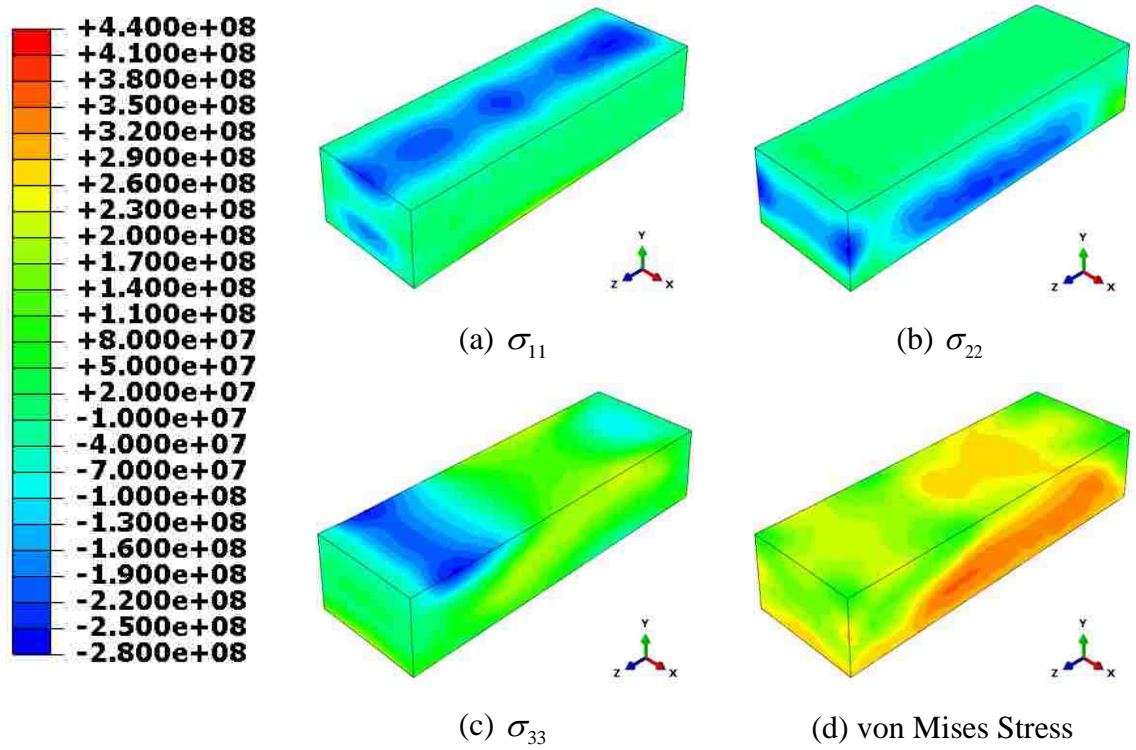 +4.400e+08
+4.100e+08
+3.800e+08
+3.500e+08
+3.200e+08
+2.900e+08
+2.600e+08
+2.300e+08
+2.000e+08
+1.700e+08
+1.400e+08
+1.100e+08
+8.000e+07
+5.000e+07
+2.000e+07
-1.000e+07
-4.000e+07
-7.000e+07
-1.000e+08
-1.300e+08
-1.600e+08
-1.900e+08
-2.200e+08
-2.500e+08
-2.800e+08
Y
Z X
(a) σ11
Y
Z X
(b) σ22
Y
Z X
(c) σ33
Y
Z X
(d) von Mises Stress